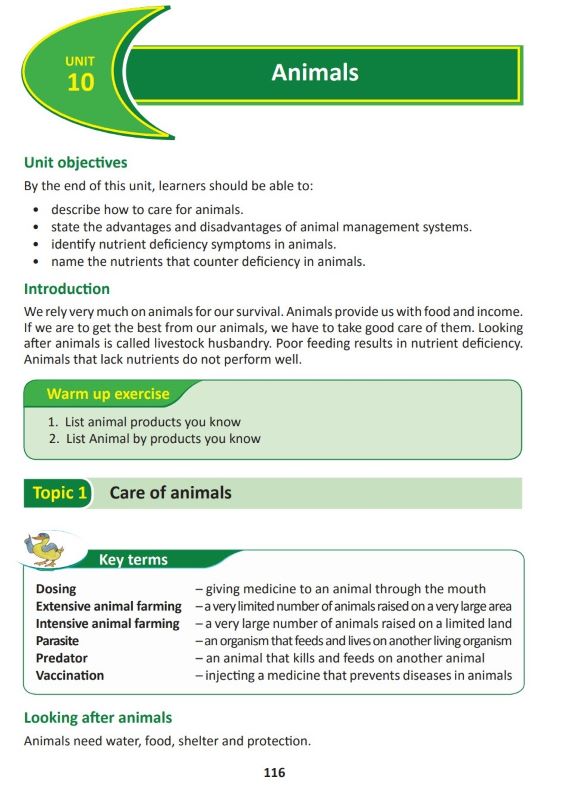 UNIT
10
Animals
Unit objectives
By the end of this unit, learners should be able to:
• describe how to care for animals.
• state the advantages and disadvantages of animal management systems.
• identify nutrient deficiency symptoms in animals.
• name the nutrients that counter deficiency in animals.
Introduction
We rely very much on animals for our survival. Animals provide us with food and income.
If we are to get the best from our animals, we have to take good care of them. Looking
after animals is called livestock husbandry. Poor feeding results in nutrient deficiency.
Animals that lack nutrients do not perform well.
Warm up exercise
1. List animal products you know
2. List Animal by products you know
Topic 1 Care of animals
Key terms
Dosing – giving medicine to an animal through the mouth
Extensive animal farming – a very limited number of animals raised on a very large area
Intensive animal farming – a very large number of animals raised on a limited land
Parasite – an organism that feeds and lives on another living organism
Predator – an animal that kills and feeds on another animal
Vaccination – injecting a medicine that prevents diseases in animals
Looking after animals
Animals need water, food, shelter and protection.
116